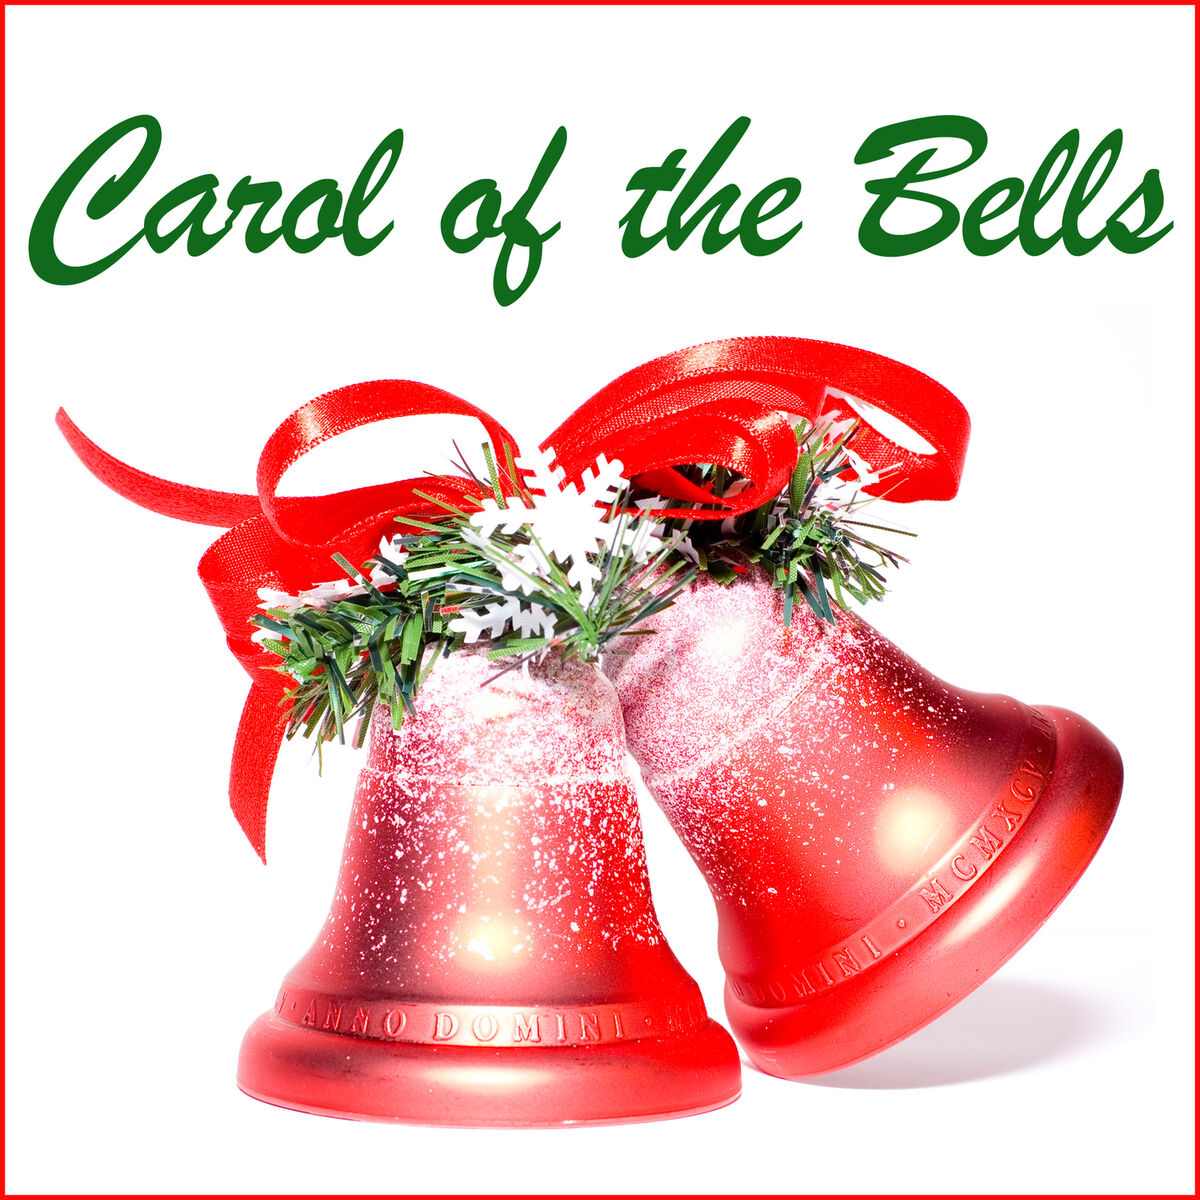 Carol of the Bells
ANNO DOMINI
DOMINI · MCMXCV